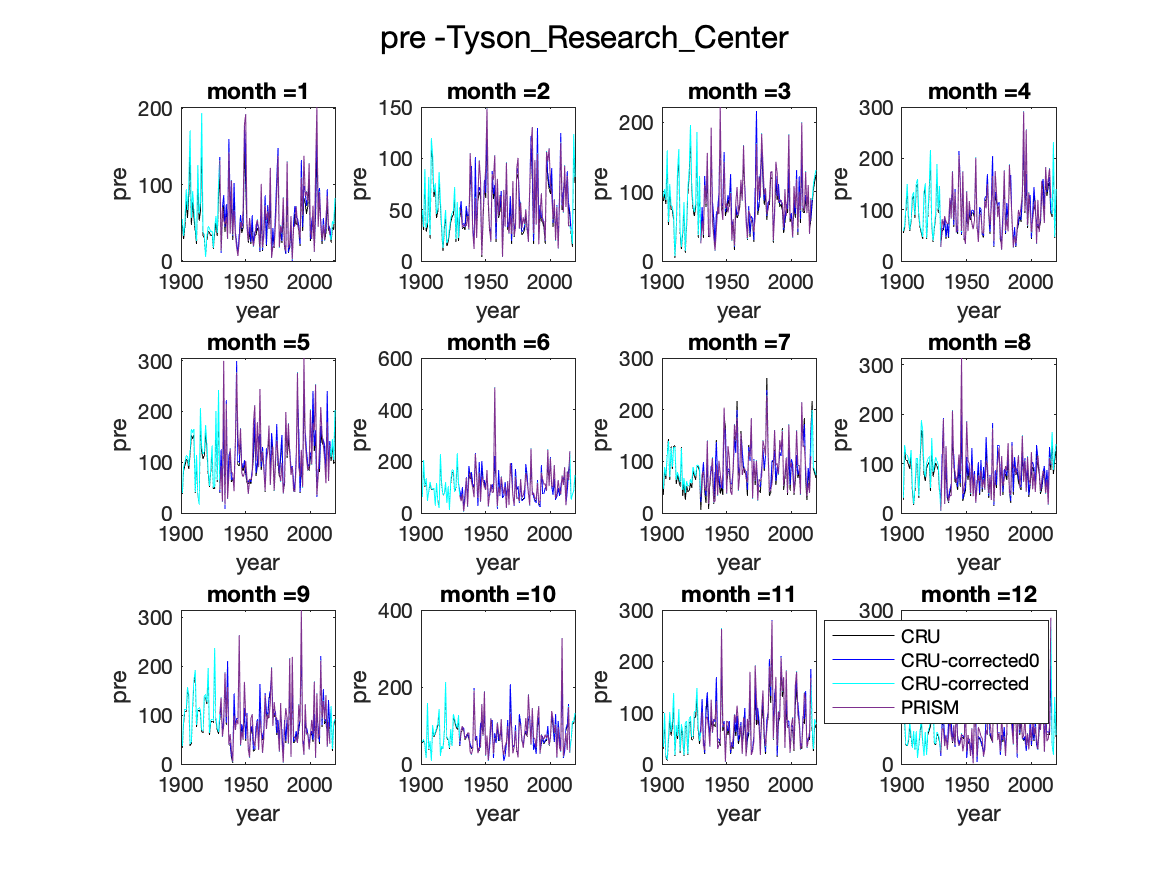 pre -Tyson_Research_Center
month =1
200
100
0
pre
1900 1950 2000
year
month =2
150
100
50
0
pre
1900 1950 2000
year
month =3
200
100
0
pre
1900 1950 2000
year
month =4
300
200
100
0
pre
1900 1950 2000
year
month =5
300
200
100
0
pre
1900 1950 2000
year
month =6
600
400
200
0
pre
1900 1950 2000
year
month =7
300
200
100
0
pre
1900 1950 2000
year
month =8
300
200
100
0
pre
1900 1950 2000
year
month =9
300
200
100
0
pre
1900 1950 2000
year
month =10
400
200
0
pre
1900 1950 2000
year
month =11
300
200
100
0
pre
1900 1950 2000
year
month =12
300
0
1900 1950 2000
year
CRU
CRU-corrected0
CRU-corrected
PRISM